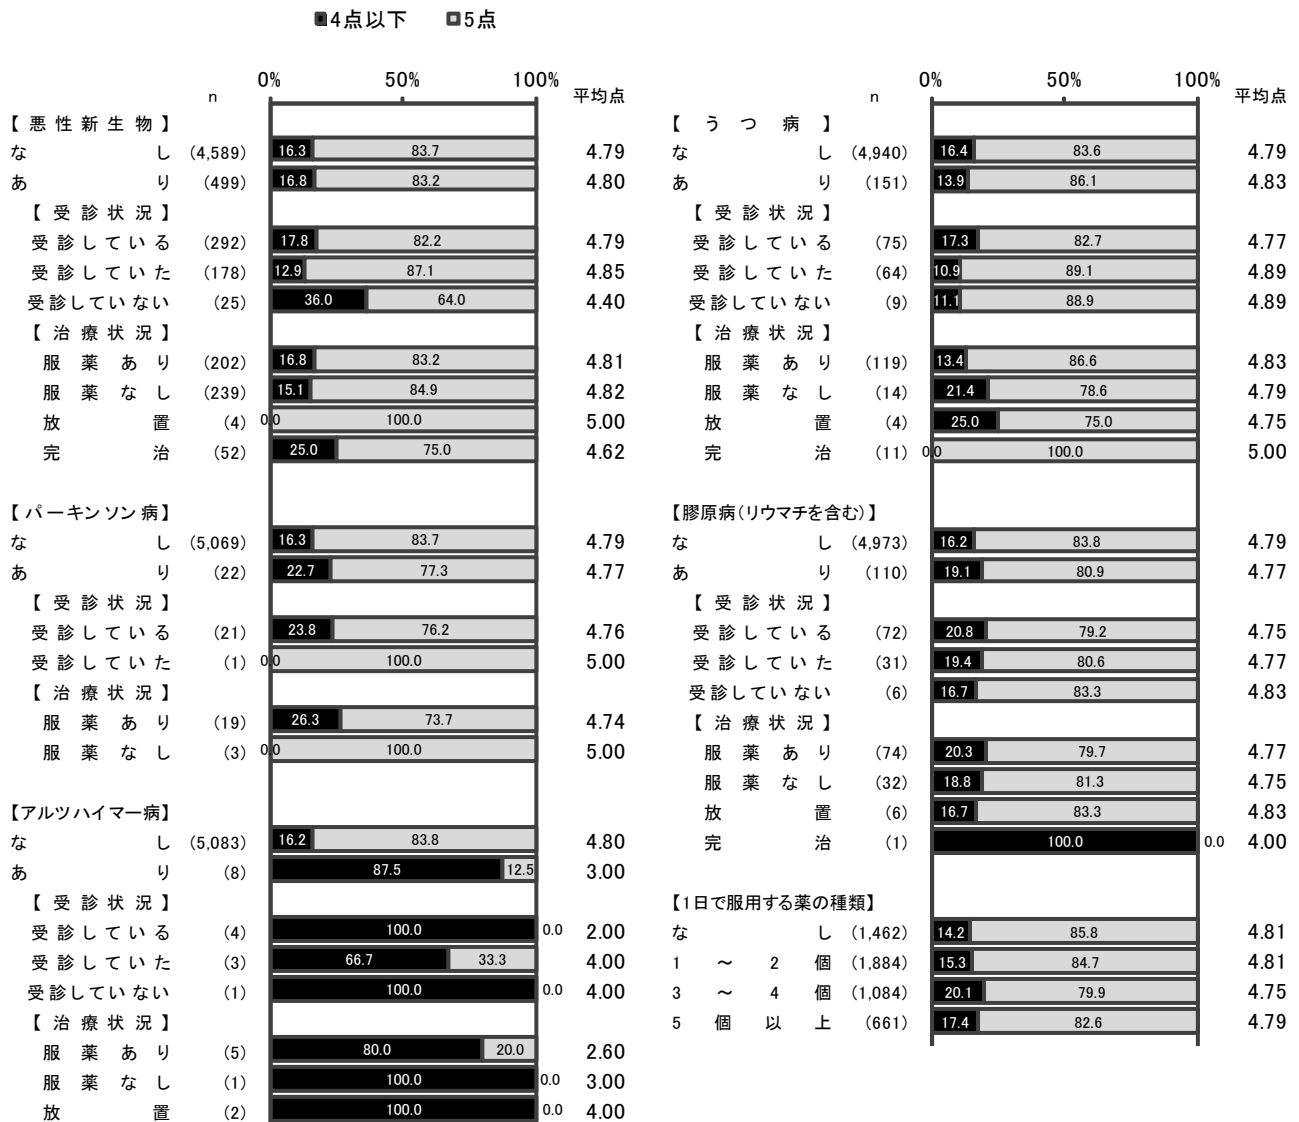 ■4点以下 □5点
0% 50% 100%
n 平均点
【悪性新生物】
なし (4,589) 16.3 83.7 4.79
あり (499) 16.8 83.2 4.80
【受診状況】
受診している (292) 17.8 82.2 4.79
受診していた (178) 12.9 87.1 4.85
受診していない (25) 36.0 64.0 4.40
【治療状況】
服薬あり (202) 16.8 83.2 4.81
服薬なし (239) 15.1 84.9 4.82
放置 (4) 0.0 100.0 5.00
完治 (52) 25.0 75.0 4.62
【パーキンソン病】
なし (5,069) 16.3 83.7 4.79
あり (22) 22.7 77.3 4.77
【受診状況】
受診している (21) 23.8 76.2 4.76
受診していた (1) 0.0 100.0 5.00
【治療状況】
服薬あり (19) 26.3 73.7 4.74
服薬なし (3) 0.0 100.0 5.00
【アルツハイマー病】
なし (5,083) 16.2 83.8 4.80
あり (8) 87.5 12.5 3.00
【受診状況】
受診している (4) 100.0 0.0 2.00
受診していた (3) 66.7 33.3 4.00
受診していない (1) 100.0 0.0 4.00
【治療状況】
服薬あり (5) 80.0 20.0 2.60
服薬なし (1) 100.0 0.0 3.00
放置 (2) 100.0 0.0 4.00
0% 50% 100%
n 平均点
【うつ病】
なし (4,940) 16.4 83.6 4.79
あり (151) 13.9 86.1 4.83
【受診状況】
受診している (75) 17.3 82.7 4.77
受診していた (64) 10.9 89.1 4.89
受診していない (9) 11.1 88.9 4.89
【治療状況】
服薬あり (119) 13.4 86.6 4.83
服薬なし (14) 21.4 78.6 4.79
放置 (4) 25.0 75.0 4.75
完治 (11) 0.0 100.0 5.00
【膠原病(リウマチを含む)】
なし (4,973) 16.2 83.8 4.79
あり (110) 19.1 80.9 4.77
【受診状況】
受診している (72) 20.8 79.2 4.75
受診していた (31) 19.4 80.6 4.77
受診していない (6) 16.7 83.3 4.83
【治療状況】
服薬あり (74) 20.3 79.7 4.77
服薬なし (32) 18.8 81.3 4.75
放置 (6) 16.7 83.3 4.83
完治 (1) 100.0 0.0 4.00
【1日で服用する薬の種類】
なし (1,462) 14.2 85.8 4.81
1～2個 (1,884) 15.3 84.7 4.81
3～4個 (1,084) 20.1 79.9 4.75
5個以上 (661) 17.4 82.6 4.79